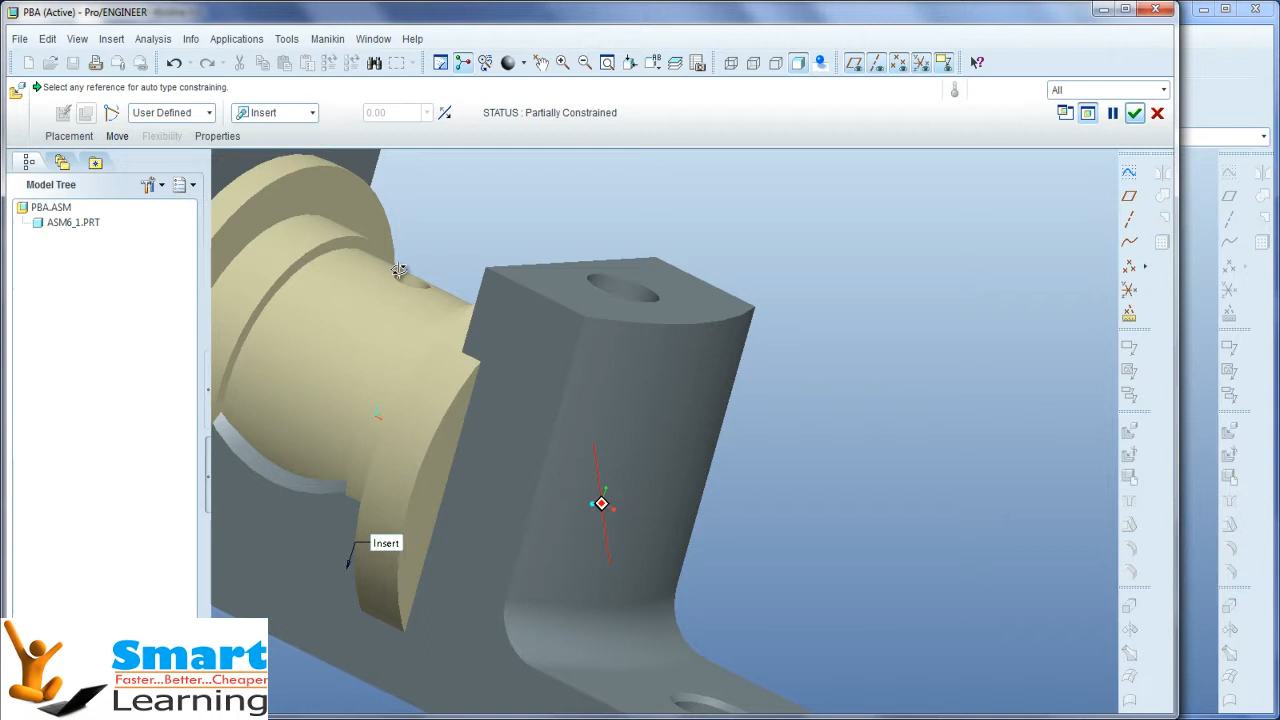 PBA (Active) - Pro/ENGINEER
File Edit View Insert Analysis Info Applications Tools Manikin Window Help
Select any reference for auto type constraining.
All
User Defined
Insert
0.00
STATUS : Partially Constrained
Placement Move Flexibility Properties
Model Tree
PBA.ASM
ASM6_1.PRT
Insert
Smart
Faster...Better...Cheaper
Learning